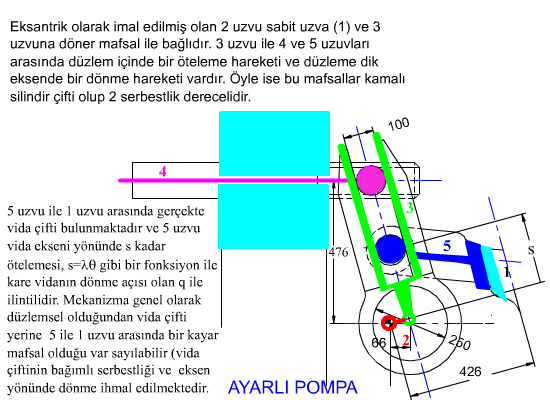 Eksantrik olarak imal edilmiş olan 2 uzvu sabit uzva (1) ve 3
uzvuna döner mafsal ile bağlıdır. 3 uzvu ile 4 ve 5 uzuvları
arasında düzlem içinde bir öteleme hareketi ve düzleme dik
eksende bir dönme hareketi vardır. Öyle ise bu mafsallar kamalı
silindir çifti olup 2 serbestlik derecelidir.
100
4
3
5 uzvu ile 1 uzvu arasında gerçekte
vida çifti bulunmaktadır ve 5 uzvu
vida ekseni yönünde s kadar
ötelemesi, s=λθ gibi bir fonksiyon ile
kare vidanın dönme açısı olan q ile
ilintilidir. Mekanizma genel olarak
düzlemsel olduğundan vida çifti
yerine 5 ile 1 uzvu arasında bir kayar
mafsal olduğu var sayılabilir (vida
çiftinin bağımlı serbestliği ve eksen
yönünde dönme ihmal edilmektedir.
476
5
s
1
66
2
250
426
AYARLI POMPA